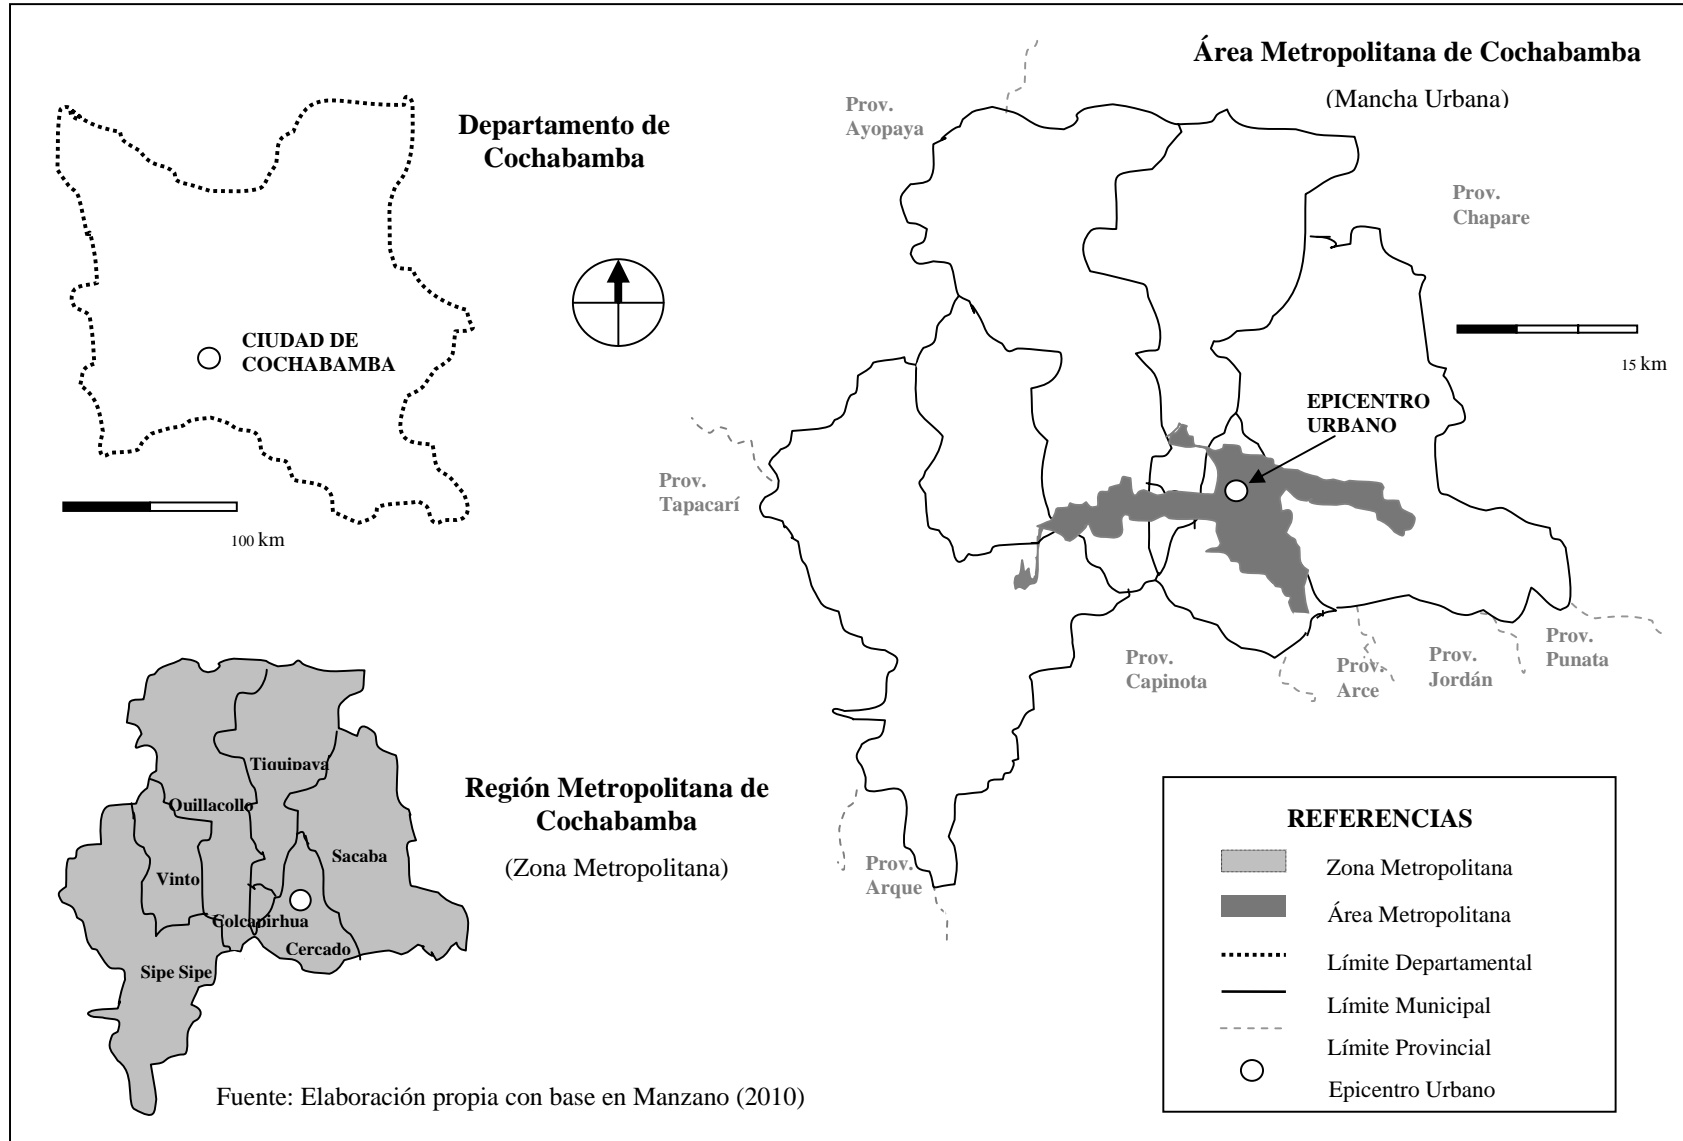 Área Metropolitana de Cochabamba
(Mancha Urbana)
Prov.
Ayopaya
Departamento de
Cochabamba
Prov.
Chapare
CIUDAD DE
COCHABAMBA
15 km
EPICENTRO
URBANO
Prov.
Tapacarí
100 km
Prov.
Capinota
Prov.
Arce
Prov.
Jordán
Prov.
Punata
Región Metropolitana de
Cochabamba
(Zona Metropolitana)
Tiquipaya
Quillacollo
Sacaba
Vinto
Colcapirhua
Cercado
Sipe Sipe
Prov.
Arque
REFERENCIAS
Zona Metropolitana
Área Metropolitana
Límite Departamental
Límite Municipal
Límite Provincial
Epicentro Urbano
Fuente: Elaboración propia con base en Manzano (2010)